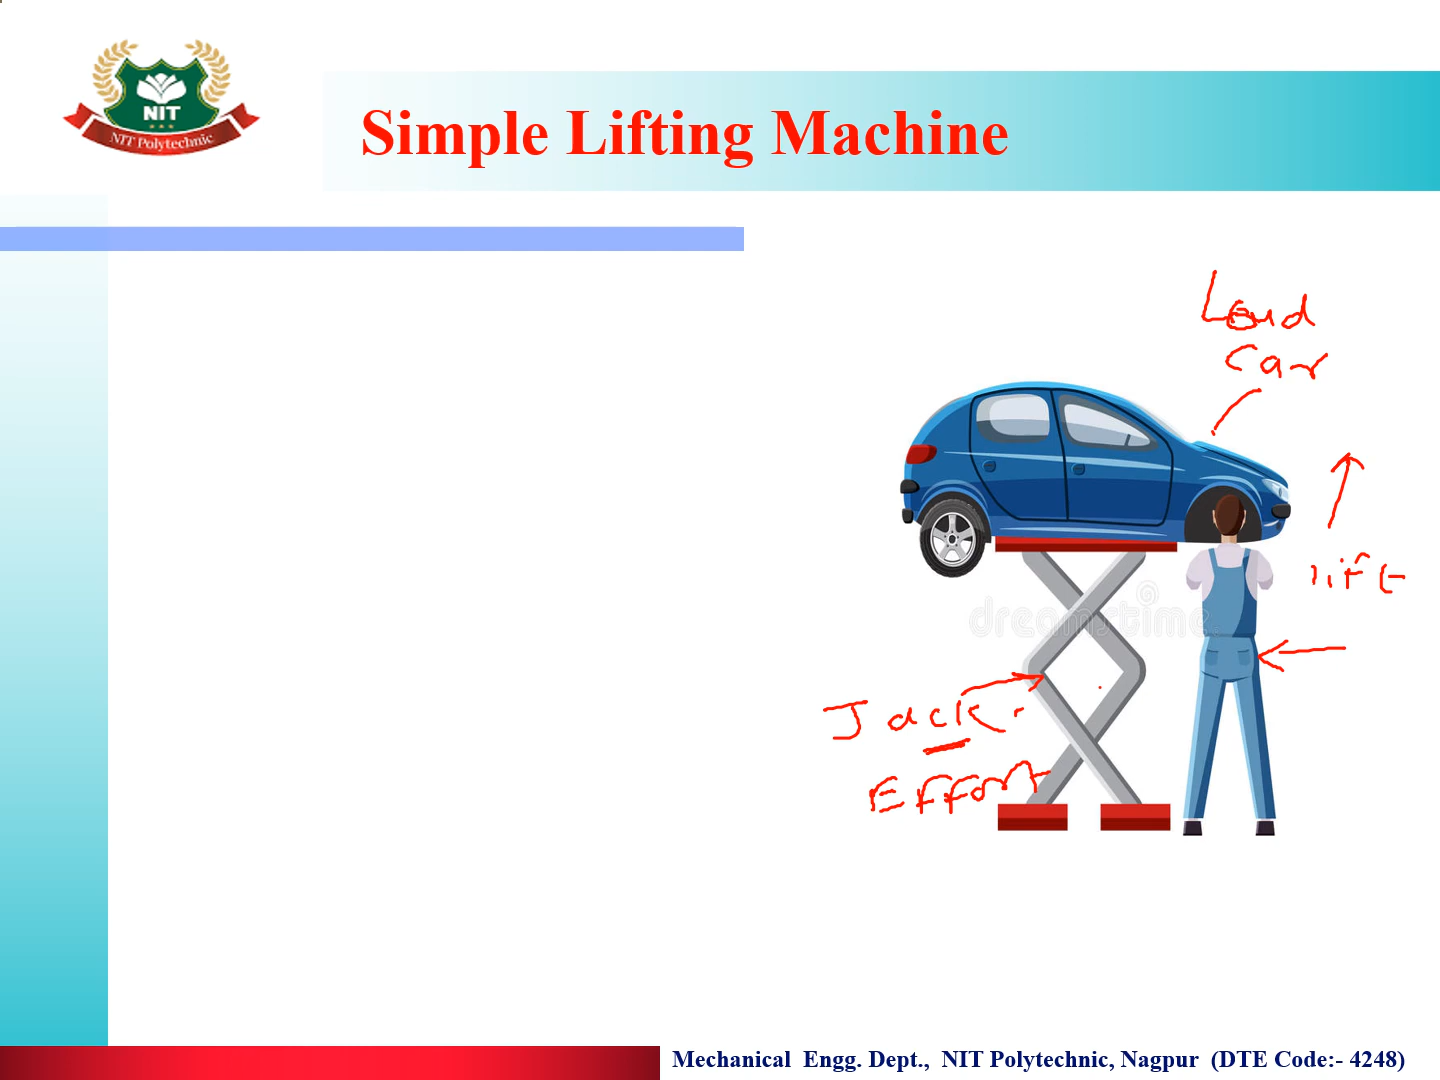 NIT
NIT Polytechnic
Simple Lifting Machine
Load
Car
lift
dreamstime.
Jack
Effort
Mechanical Engg. Dept., NIT Polytechnic, Nagpur (DTE Code:- 4248)